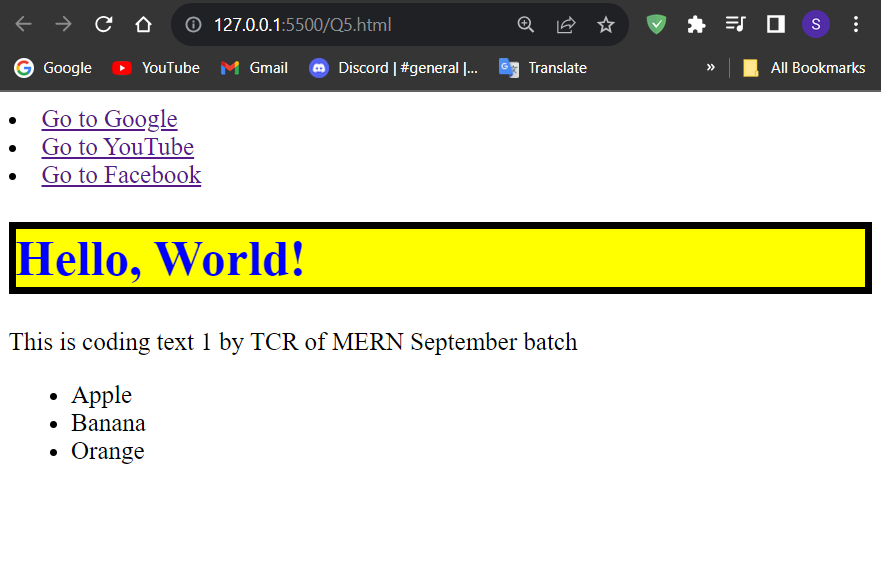 127.0.0.1:5500/Q5.html
S
Google YouTube Gmail Discord | #general |... Translate » All Bookmarks
Go to Google
Go to YouTube
Go to Facebook
Hello, World!
This is coding text 1 by TCR of MERN September batch
Apple
Banana
Orange